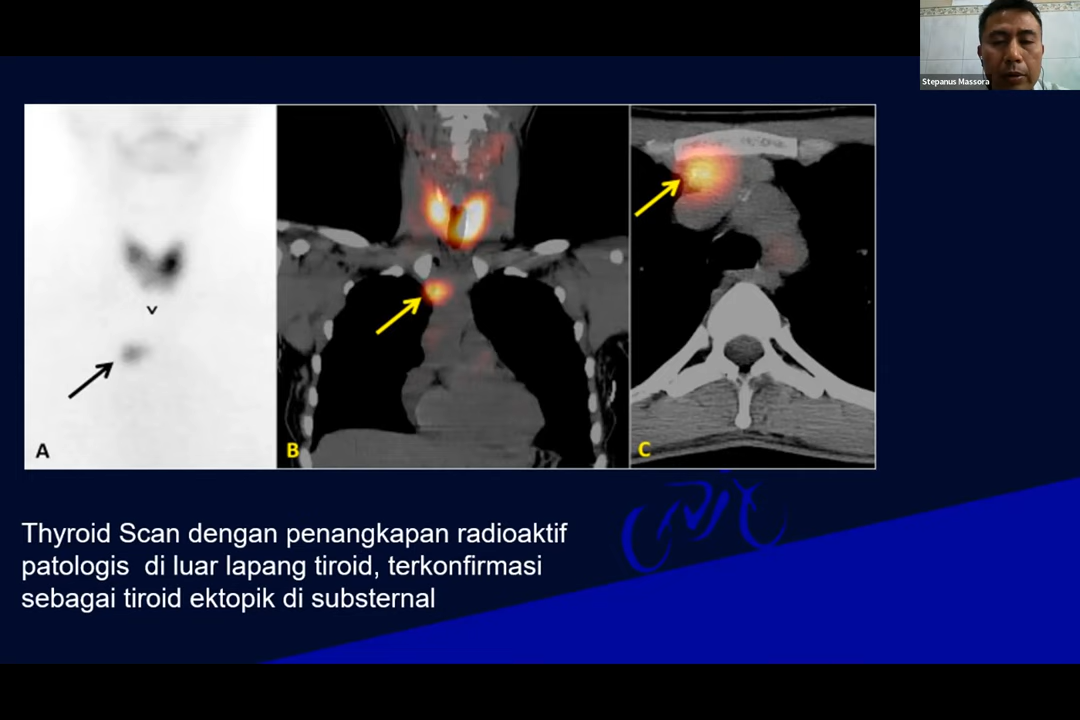 Stepanus Massora
A
B
C
Thyroid Scan dengan penangkapan radioaktif
patologis di luar lapang tiroid, terkonfirmasi
sebagai tiroid ektopik di substernal